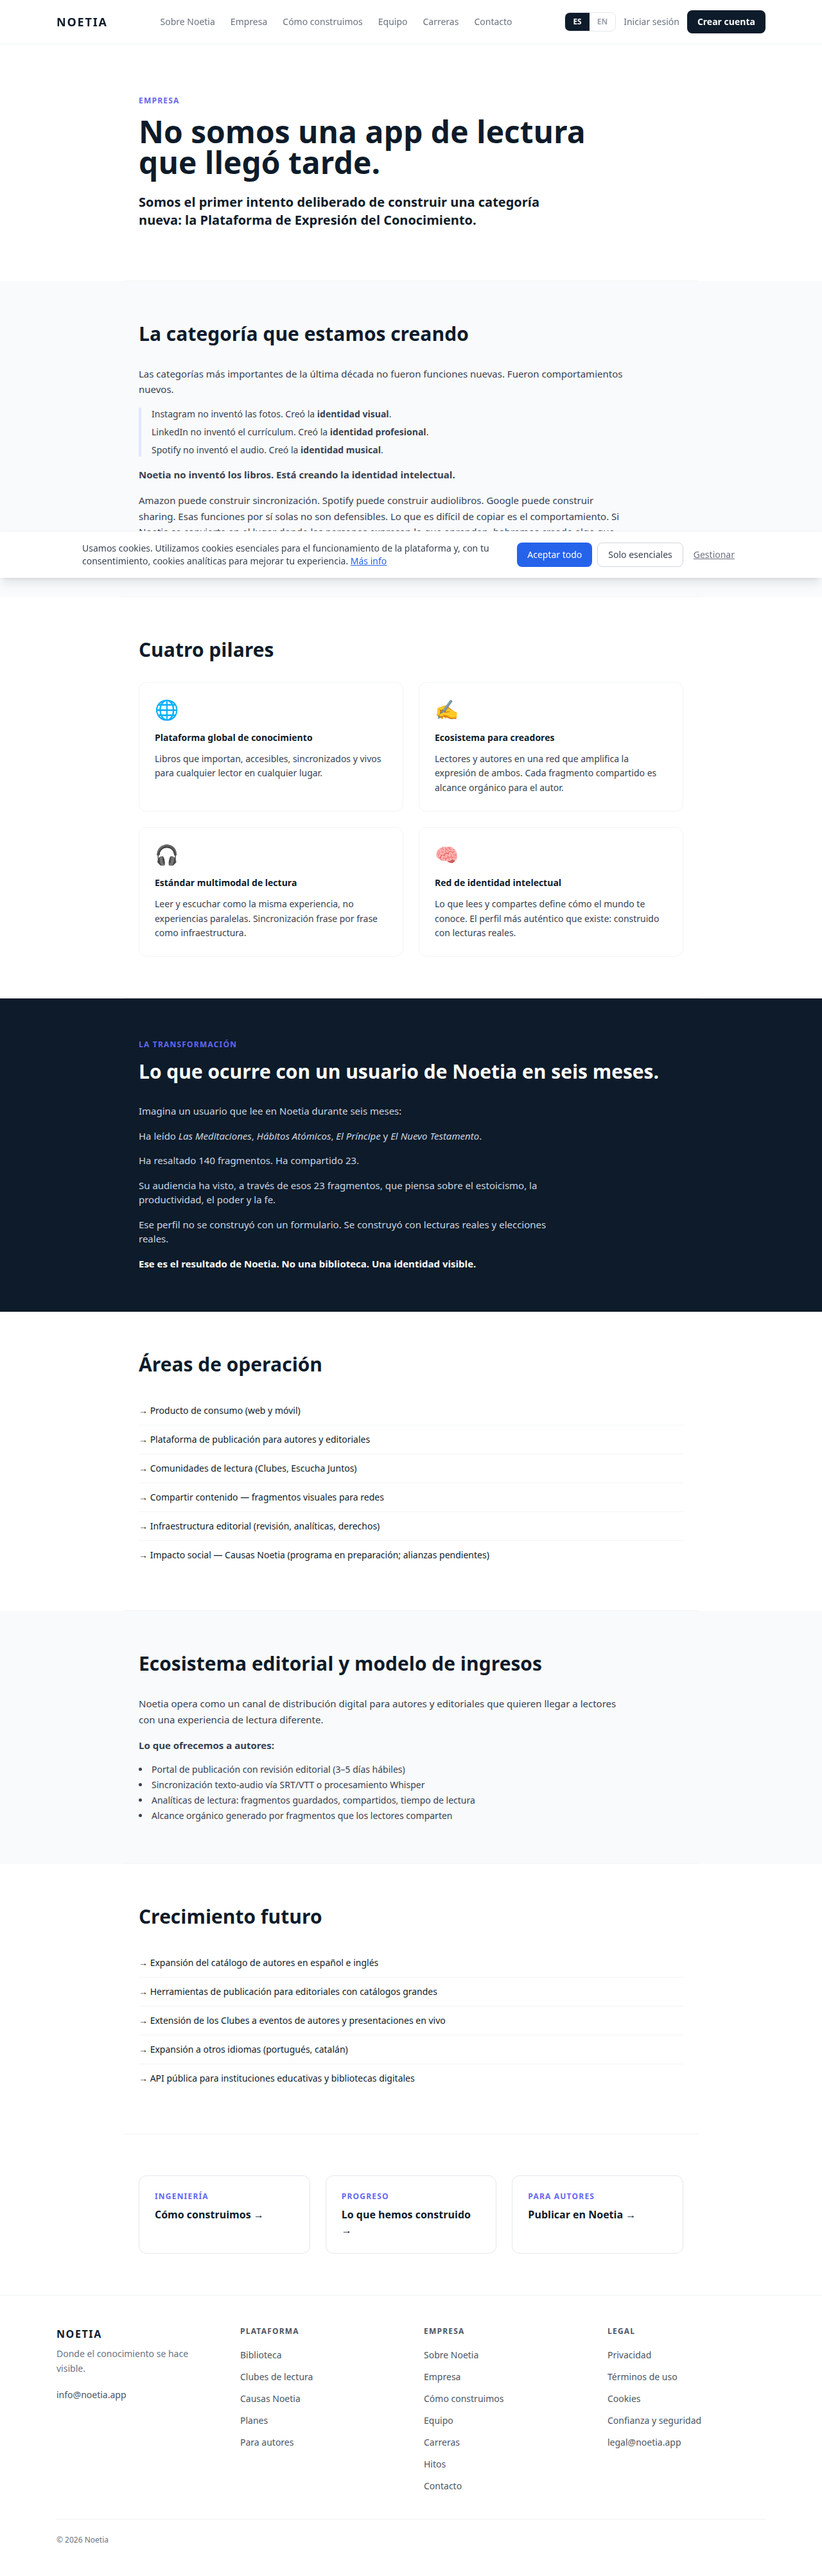 NOETIA
Sobre Noetia
Empresa
Cómo construimos
Equipo
Carreras
Contacto
ES
EN
Iniciar sesión
Crear cuenta
EMPRESA
No somos una app de lectura
que llegó tarde.
Somos el primer intento deliberado de construir una categoría
nueva: la Plataforma de Expresión del Conocimiento.
La categoría que estamos creando
Las categorías más importantes de la última década no fueron funciones nuevas. Fueron comportamientos
nuevos.
Instagram no inventó las fotos. Creó la identidad visual.
LinkedIn no inventó el currículum. Creó la identidad profesional.
Spotify no inventó el audio. Creó la identidad musical.
Noetia no inventó los libros. Está creando la identidad intelectual.
Amazon puede construir sincronización. Spotify puede construir audiolibros. Google puede construir
sharing. Esas funciones por sí solas no son defensibles. Lo que es difícil de copiar es el comportamiento. Si
Usamos cookies. Utilizamos cookies esenciales para el funcionamiento de la plataforma y, con tu
consentimiento, cookies analíticas para mejorar tu experiencia. Más info
Aceptar todo
Solo esenciales
Gestionar
Cuatro pilares
🌐
Plataforma global de conocimiento
Libros que importan, accesibles, sincronizados y vivos
para cualquier lector en cualquier lugar.
✍️
Ecosistema para creadores
Lectores y autores en una red que amplifica la
expresión de ambos. Cada fragmento compartido es
alcance orgánico para el autor.
🎧
Estándar multimodal de lectura
Leer y escuchar como la misma experiencia, no
experiencias paralelas. Sincronización frase por frase
como infraestructura.
🧠
Red de identidad intelectual
Lo que lees y compartes define cómo el mundo te
conoce. El perfil más auténtico que existe: construido
con lecturas reales.
LA TRANSFORMACIÓN
Lo que ocurre con un usuario de Noetia en seis meses.
Imagina un usuario que lee en Noetia durante seis meses:
Ha leído Las Meditaciones, Hábitos Atómicos, El Príncipe y El Nuevo Testamento.
Ha resaltado 140 fragmentos. Ha compartido 23.
Su audiencia ha visto, a través de esos 23 fragmentos, que piensa sobre el estoicismo, la
productividad, el poder y la fe.
Ese perfil no se construyó con un formulario. Se construyó con lecturas reales y elecciones
reales.
Ese es el resultado de Noetia. No una biblioteca. Una identidad visible.
Áreas de operación
→ Producto de consumo (web y móvil)
→ Plataforma de publicación para autores y editoriales
→ Comunidades de lectura (Clubes, Escucha Juntos)
→ Compartir contenido — fragmentos visuales para redes
→ Infraestructura editorial (revisión, analíticas, derechos)
→ Impacto social — Causas Noetia (programa en preparación; alianzas pendientes)
Ecosistema editorial y modelo de ingresos
Noetia opera como un canal de distribución digital para autores y editoriales que quieren llegar a lectores
con una experiencia de lectura diferente.
Lo que ofrecemos a autores:
• Portal de publicación con revisión editorial (3–5 días hábiles)
• Sincronización texto-audio vía SRT/VTT o procesamiento Whisper
• Analíticas de lectura: fragmentos guardados, compartidos, tiempo de lectura
• Alcance orgánico generado por fragmentos que los lectores comparten
Crecimiento futuro
→ Expansión del catálogo de autores en español e inglés
→ Herramientas de publicación para editoriales con catálogos grandes
→ Extensión de los Clubes a eventos de autores y presentaciones en vivo
→ Expansión a otros idiomas (portugués, catalán)
→ API pública para instituciones educativas y bibliotecas digitales
INGENIERÍA
Cómo construimos →
PROGRESO
Lo que hemos construido
→
PARA AUTORES
Publicar en Noetia →
NOETIA
Donde el conocimiento se hace
visible.
info@noetia.app
PLATAFORMA
Biblioteca
Clubes de lectura
Causas Noetia
Planes
Para autores
EMPRESA
Sobre Noetia
Empresa
Cómo construimos
Equipo
Carreras
Hitos
Contacto
LEGAL
Privacidad
Términos de uso
Cookies
Confianza y seguridad
legal@noetia.app
© 2026 Noetia